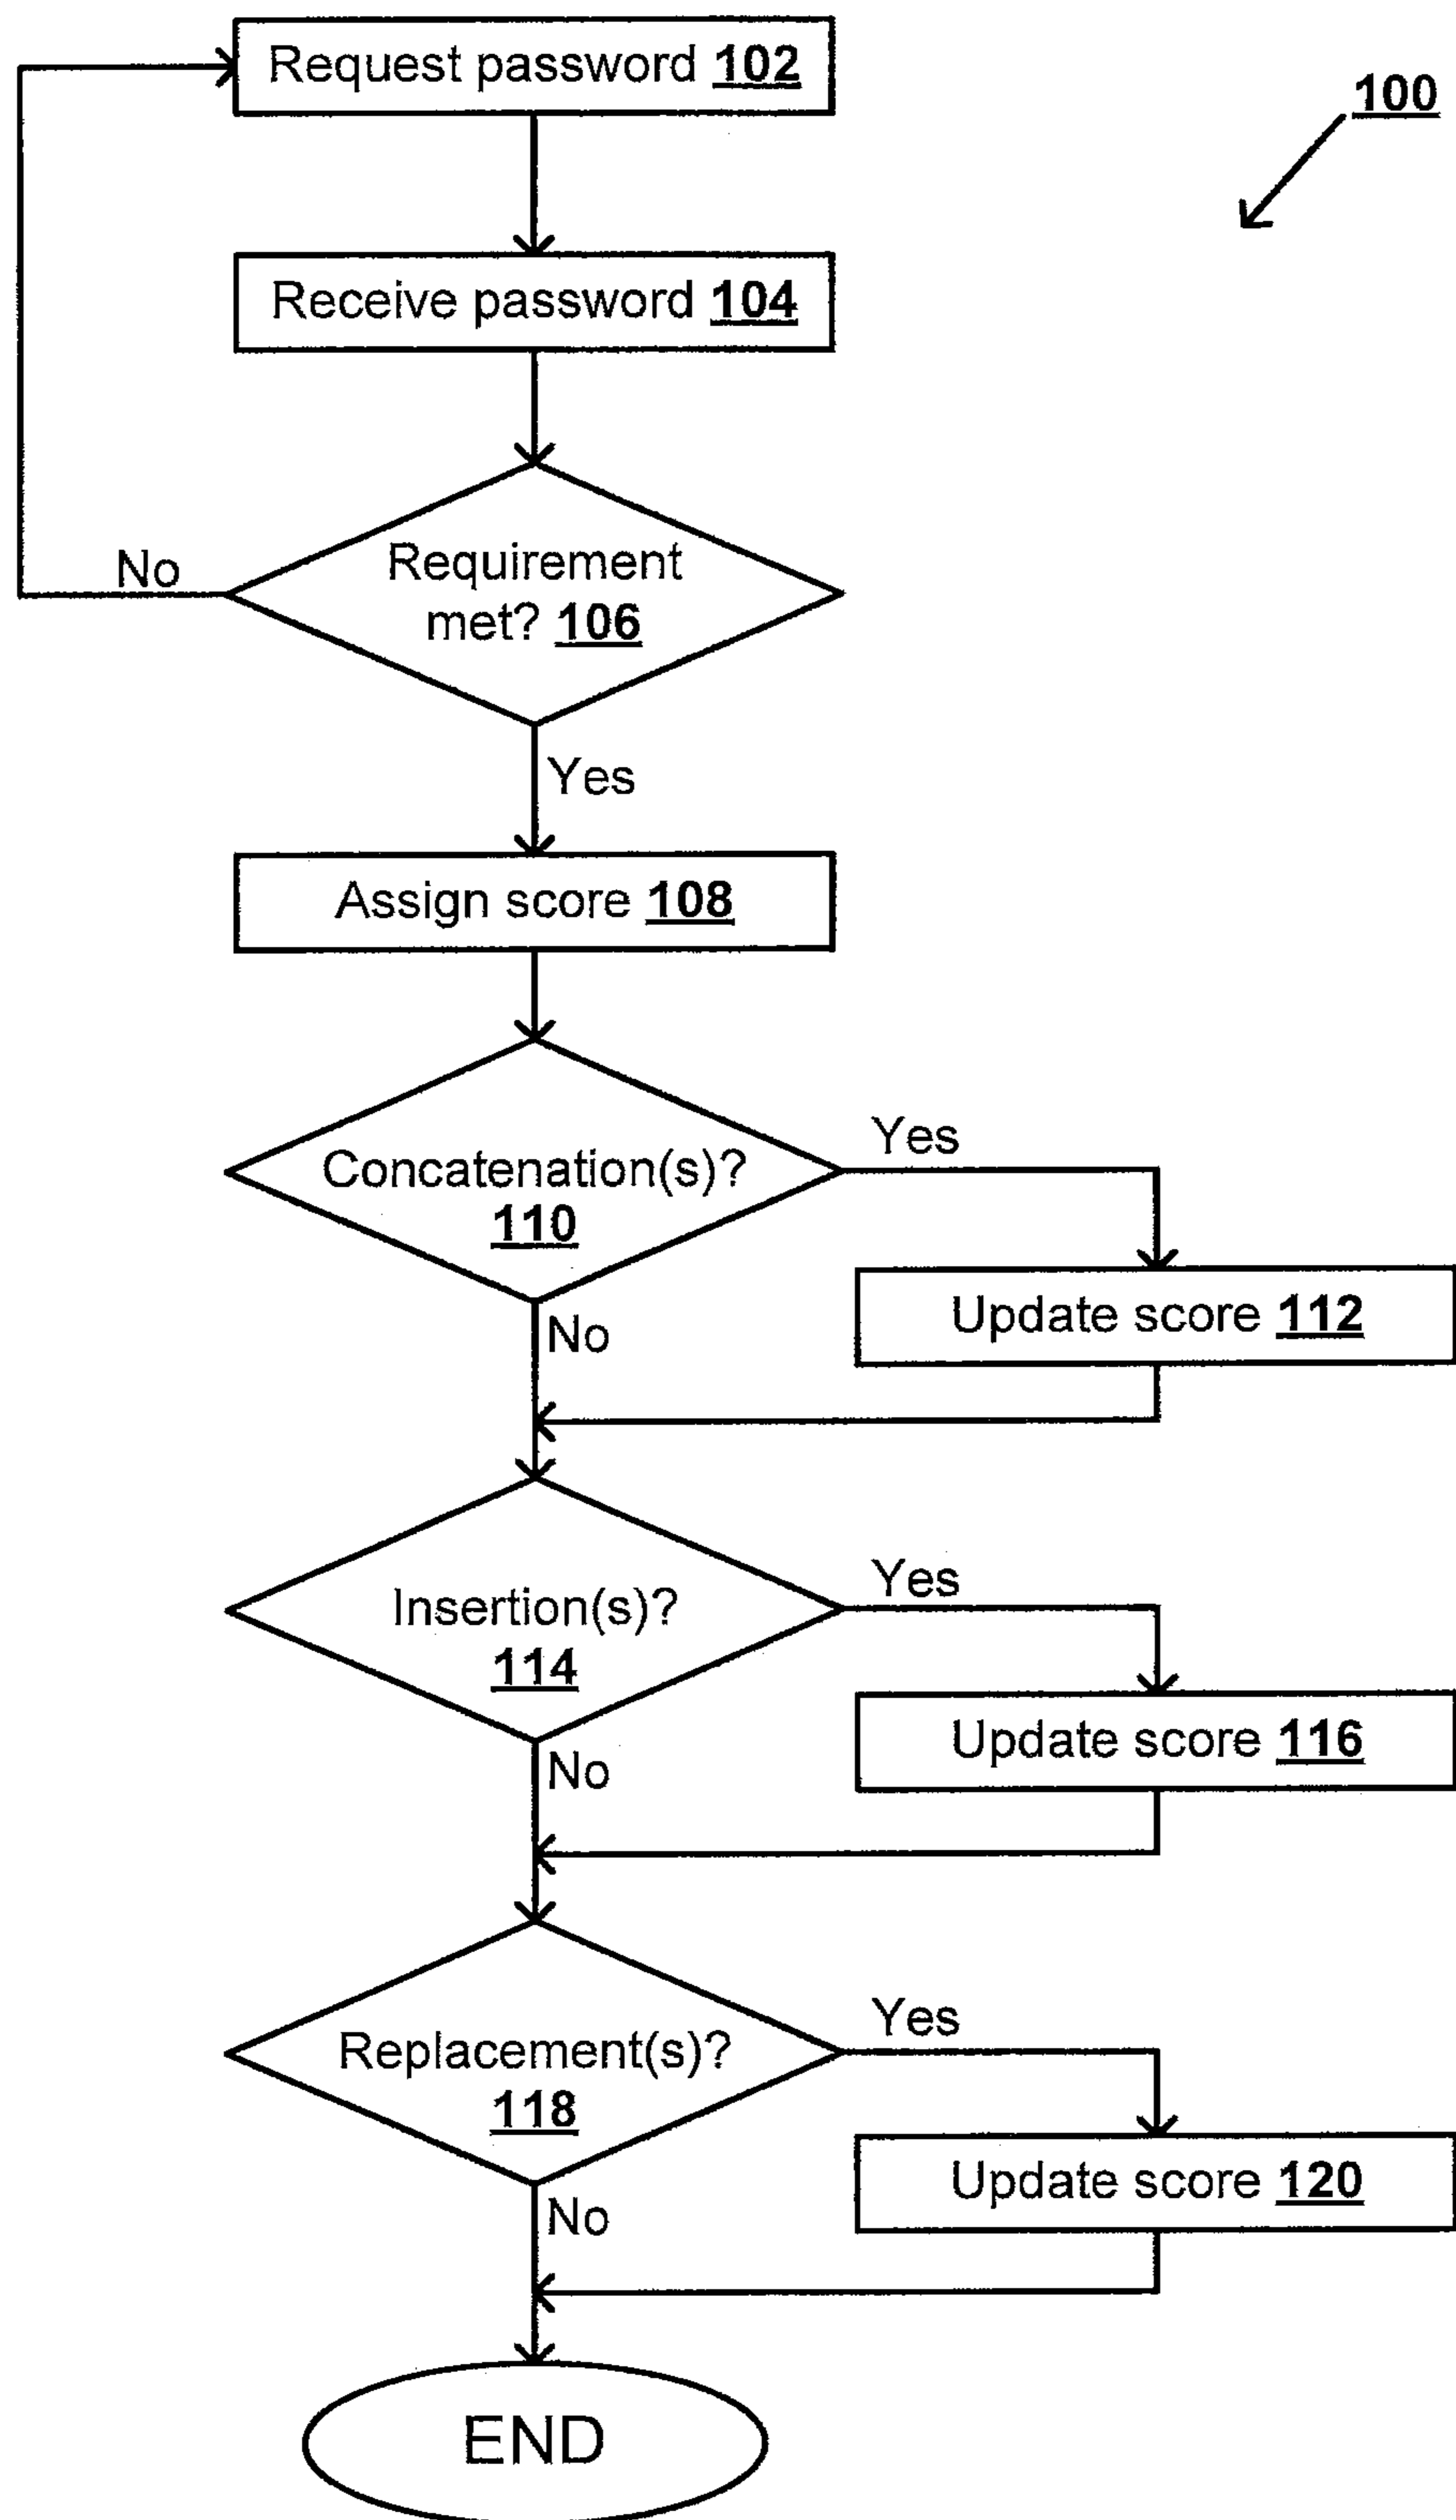 Request password 102
100
Receive password 104
Requirement
met? 106
No
Yes
Assign score 108
Concatenation(s)?
110
Yes
No
Update score 112
Insertion(s)?
114
Yes
No
Update score 116
Replacement(s)?
118
Yes
No
Update score 120
END